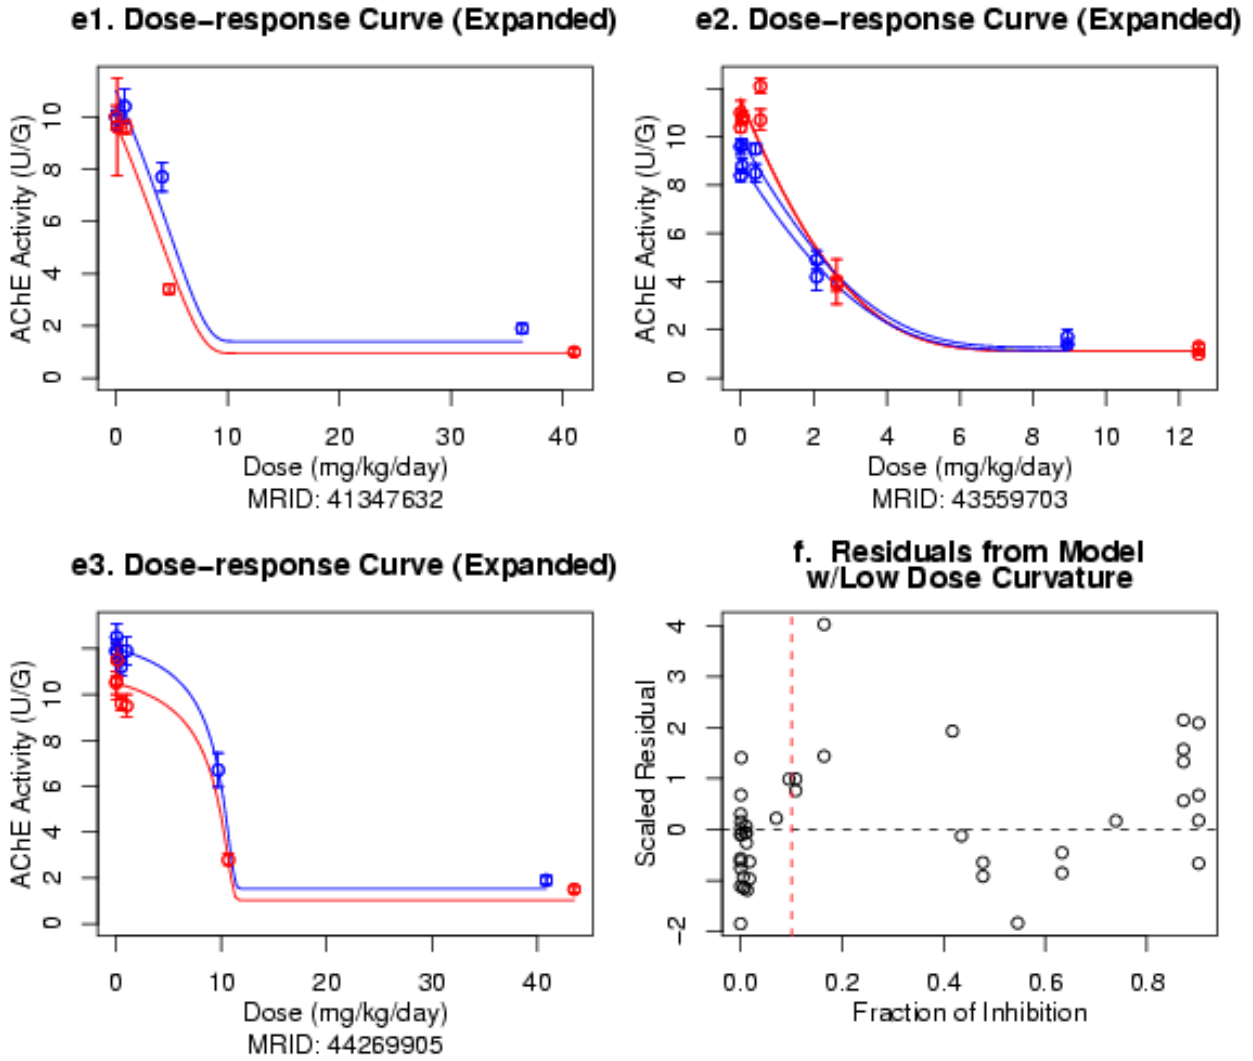 e1. Dose-response Curve (Expanded)
AChE Activity (U/G)
10
8
6
4
2
0
0 10 20 30 40
Dose (mg/kg/day)
MRID: 41347632
e2. Dose-response Curve (Expanded)
AChE Activity (U/G)
10
8
6
4
2
0
0 2 4 6 8 10 12
Dose (mg/kg/day)
MRID: 43559703
e3. Dose-response Curve (Expanded)
AChE Activity (U/G)
10
8
6
4
2
0
0 10 20 30 40
Dose (mg/kg/day)
MRID: 44269905
f. Residuals from Model
w/Low Dose Curvature
Scaled Residual
4
3
2
1
0
-2
0.0 0.2 0.4 0.6 0.8
Fraction of Inhibition